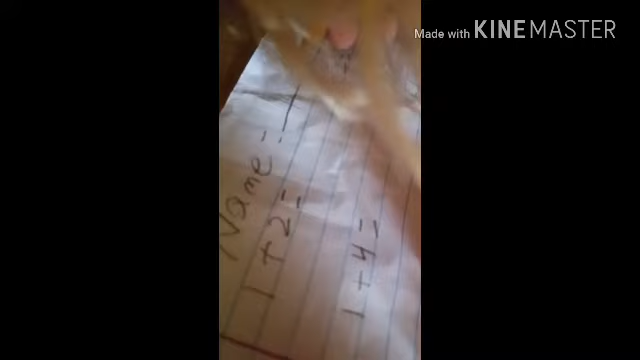 Made with KINEMASTER
Name =
1 + 2 =
1 + 4 =